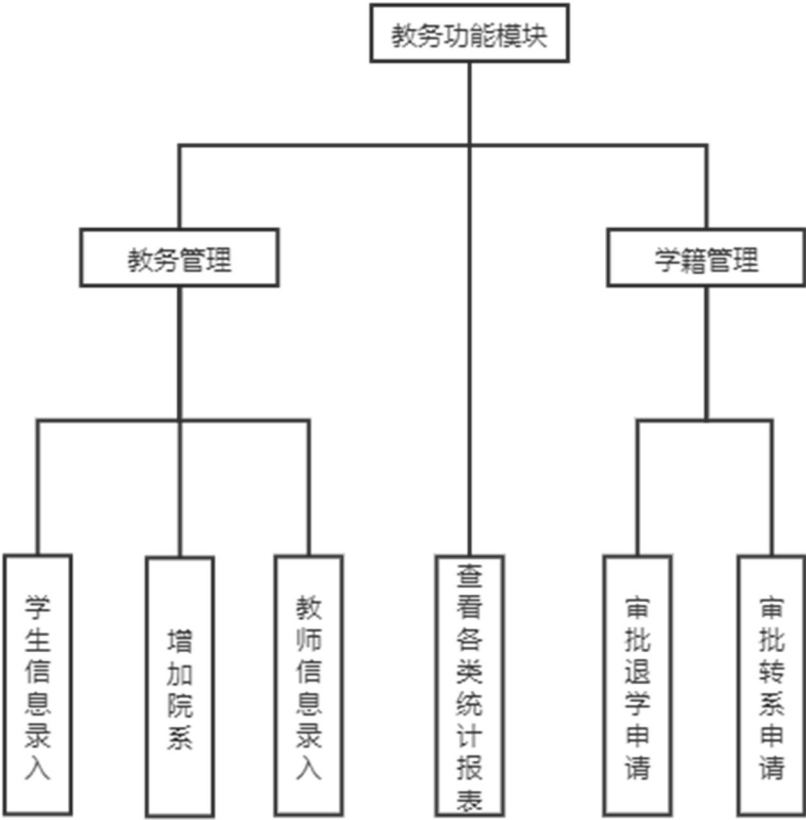 教务功能模块
教务管理
学籍管理
学生信息录入
增加院系
教师信息录入
查看各类统计报表
审批退学申请
审批转系申请